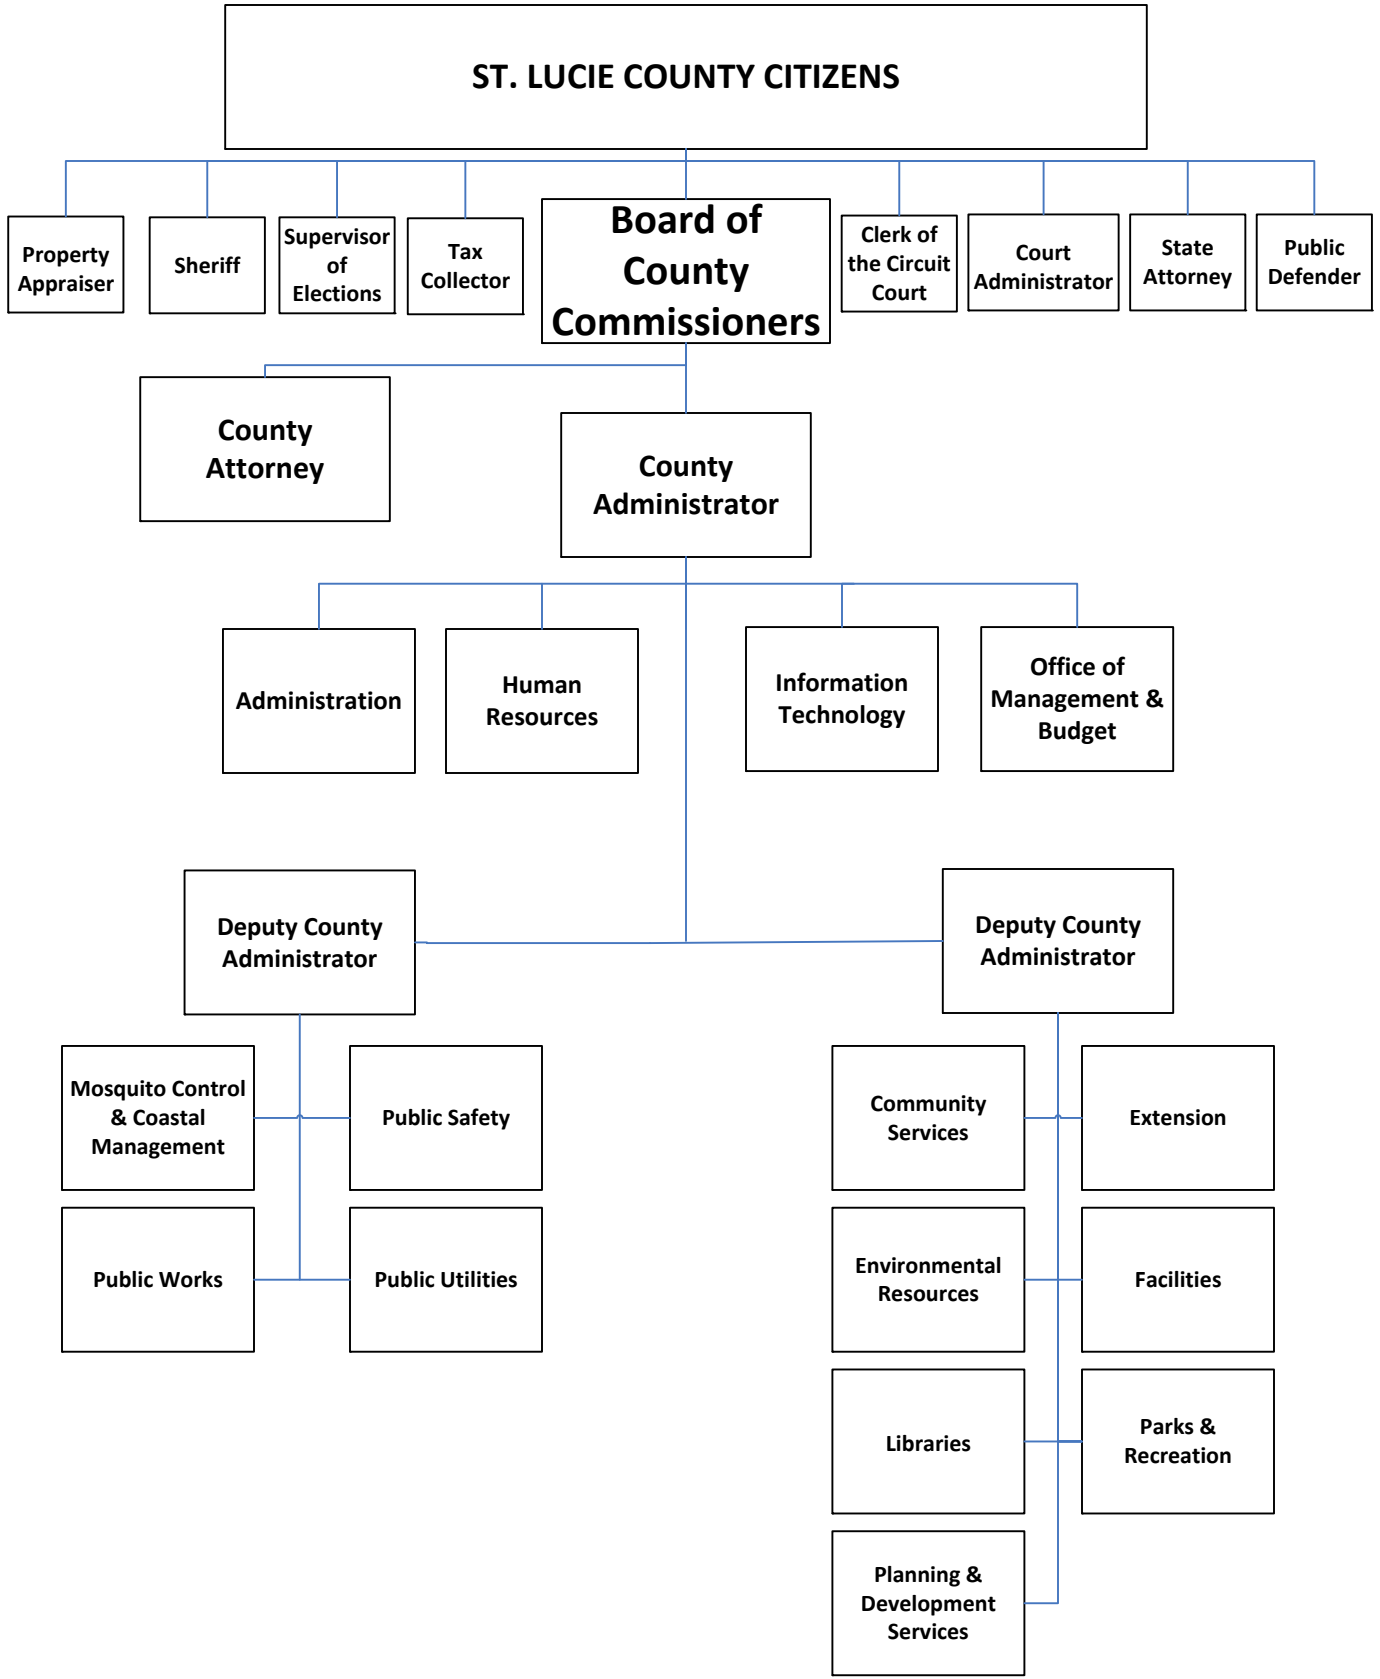 ST. LUCIE COUNTY CITIZENS
Property
Appraiser
Sheriff
Supervisor
of
Elections
Tax
Collector
Board of
County
Commissioners
Clerk of
the Circuit
Court
Court
Administrator
State
Attorney
Public
Defender
County
Attorney
County
Administrator
Administration
Human
Resources
Information
Technology
Office of
Management &
Budget
Deputy County
Administrator
Deputy County
Administrator
Mosquito Control
& Coastal
Management
Public Safety
Public Works
Public Utilities
Community
Services
Extension
Environmental
Resources
Facilities
Libraries
Parks &
Recreation
Planning &
Development
Services